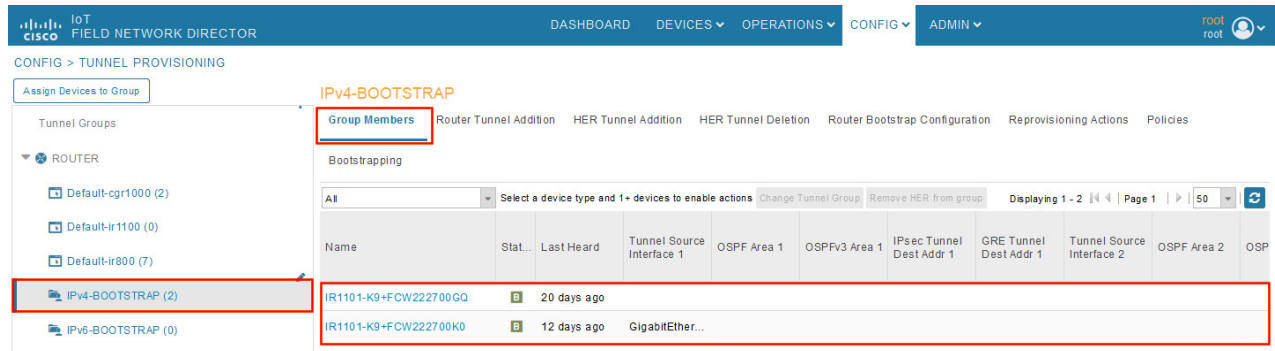 cisco IoT FIELD NETWORK DIRECTOR
DASHBOARD DEVICES OPERATIONS CONFIG ADMIN root root
CONFIG > TUNNEL PROVISIONING
Assign Devices to Group
Tunnel Groups
ROUTER
Default-cgr1000 (2)
Default-ir1100 (0)
Default-ir800 (7)
IPv4-BOOTSTRAP (2)
IPv6-BOOTSTRAP (0)
IPv4-BOOTSTRAP
Group Members Router Tunnel Addition HER Tunnel Addition HER Tunnel Deletion Router Bootstrap Configuration Reprovisioning Actions Policies
Bootstrapping
All Select a device type and 1+ devices to enable actions Change Tunnel Group Remove HER from group Displaying 1 - 2 Page 1 50
Name Stat... Last Heard Tunnel Source Interface 1 OSPF Area 1 OSPFv3 Area 1 IPsec Tunnel Dest Addr 1 GRE Tunnel Dest Addr 1 Tunnel Source Interface 2 OSPF Area 2 OSP
IR1101-K9+FCW222700GQ B 20 days ago
IR1101-K9+FCW222700K0 B 12 days ago GigabitEther...